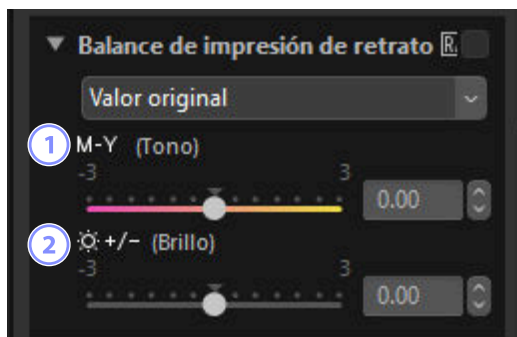 Balance de impresión de retrato
Valor original
1 M-Y (Tono)
-3 3
0.00
2 +/- (Brillo)
-3 3
0.00